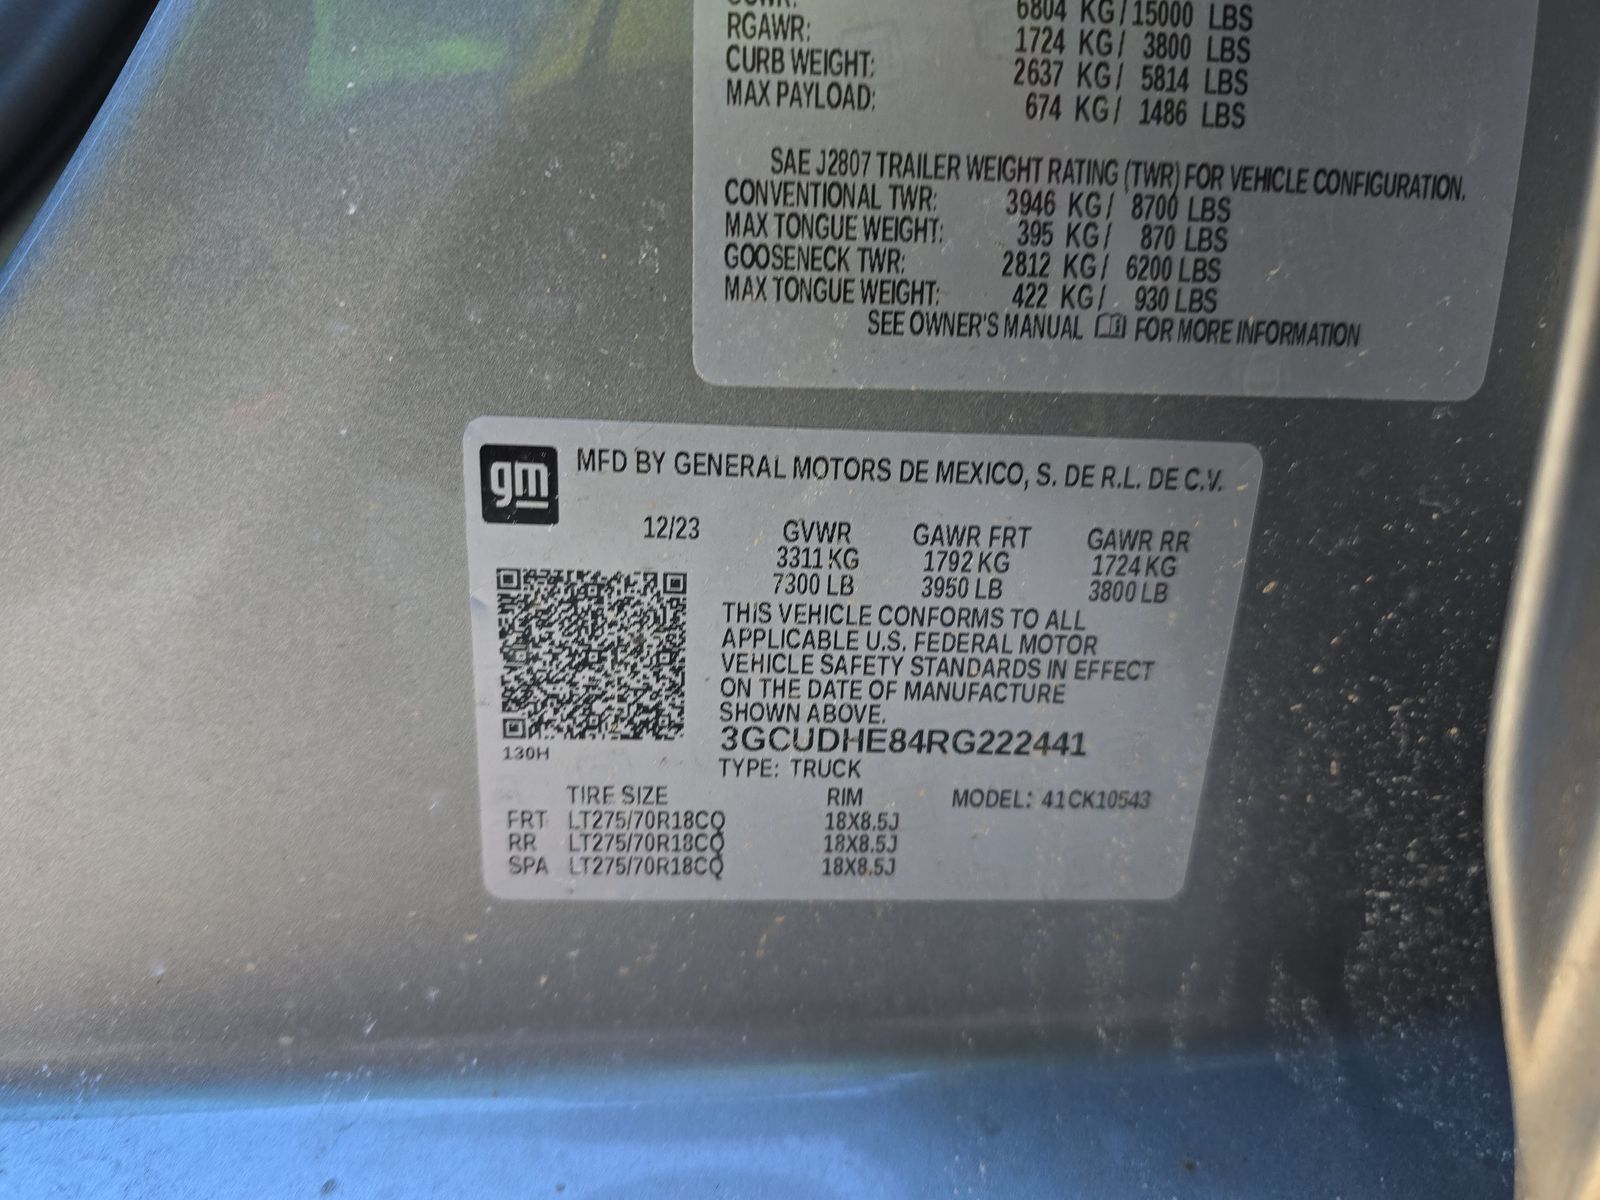 6804 KG/15000 LBS
RGAWR: 1724 KG/ 3800 LBS
CURB WEIGHT: 2637 KG/ 5814 LBS
MAX PAYLOAD: 674 KG/ 1486 LBS
SAE J2807 TRAILER WEIGHT RATING (TWR) FOR VEHICLE CONFIGURATION.
CONVENTIONAL TWR: 3946 KG/ 8700 LBS
MAX TONGUE WEIGHT: 395 KG/ 870 LBS
GOOSENECK TWR: 2812 KG/ 6200 LBS
MAX TONGUE WEIGHT: 422 KG/ 930 LBS
SEE OWNER'S MANUAL FOR MORE INFORMATION
gm MFD BY GENERAL MOTORS DE MEXICO, S. DE R.L. DE C.V.
12/23 GVWR GAWR FRT GAWR RR
3311 KG 1792 KG 1724 KG
7300 LB 3950 LB 3800 LB
THIS VEHICLE CONFORMS TO ALL
APPLICABLE U.S. FEDERAL MOTOR
VEHICLE SAFETY STANDARDS IN EFFECT
ON THE DATE OF MANUFACTURE
SHOWN ABOVE.
3GCUDHE84RG222441
130H
TYPE: TRUCK
TIRE SIZE RIM MODEL: 41CK10543
FRT LT275/70R18CQ 18X8.5J
RR LT275/70R18CQ 18X8.5J
SPA LT275/70R18CQ 18X8.5J